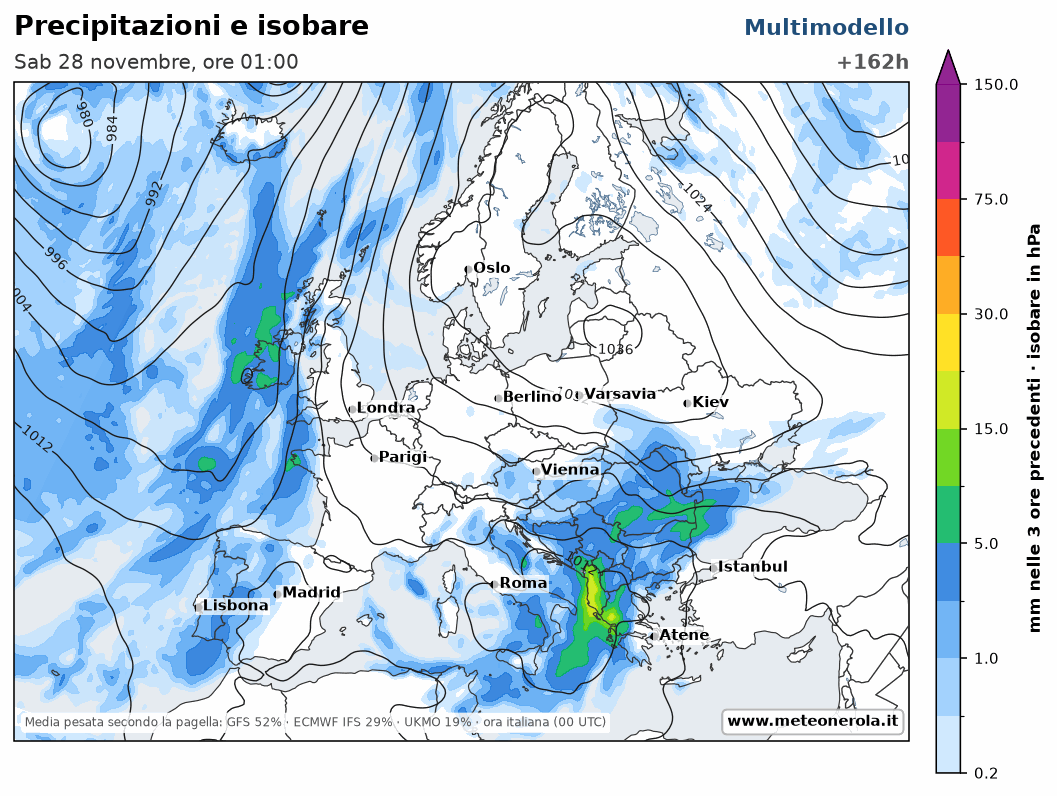 Precipitazioni e isobare
Multimodello
Sab 28 novembre, ore 01:00
+162h
980
984
992
996
1024
1012
1036
Oslo
Berlino
Varsavia
Kiev
Londra
Parigi
Vienna
Roma
Istanbul
Madrid
Lisbona
Atene
Media pesata secondo la pagella: GFS 52% · ECMWF IFS 29% · UKMO 19% · ora italiana (00 UTC)
www.meteonerola.it
150.0
75.0
30.0
15.0
5.0
1.0
0.2
mm nelle 3 ore precedenti · isobare in hPa